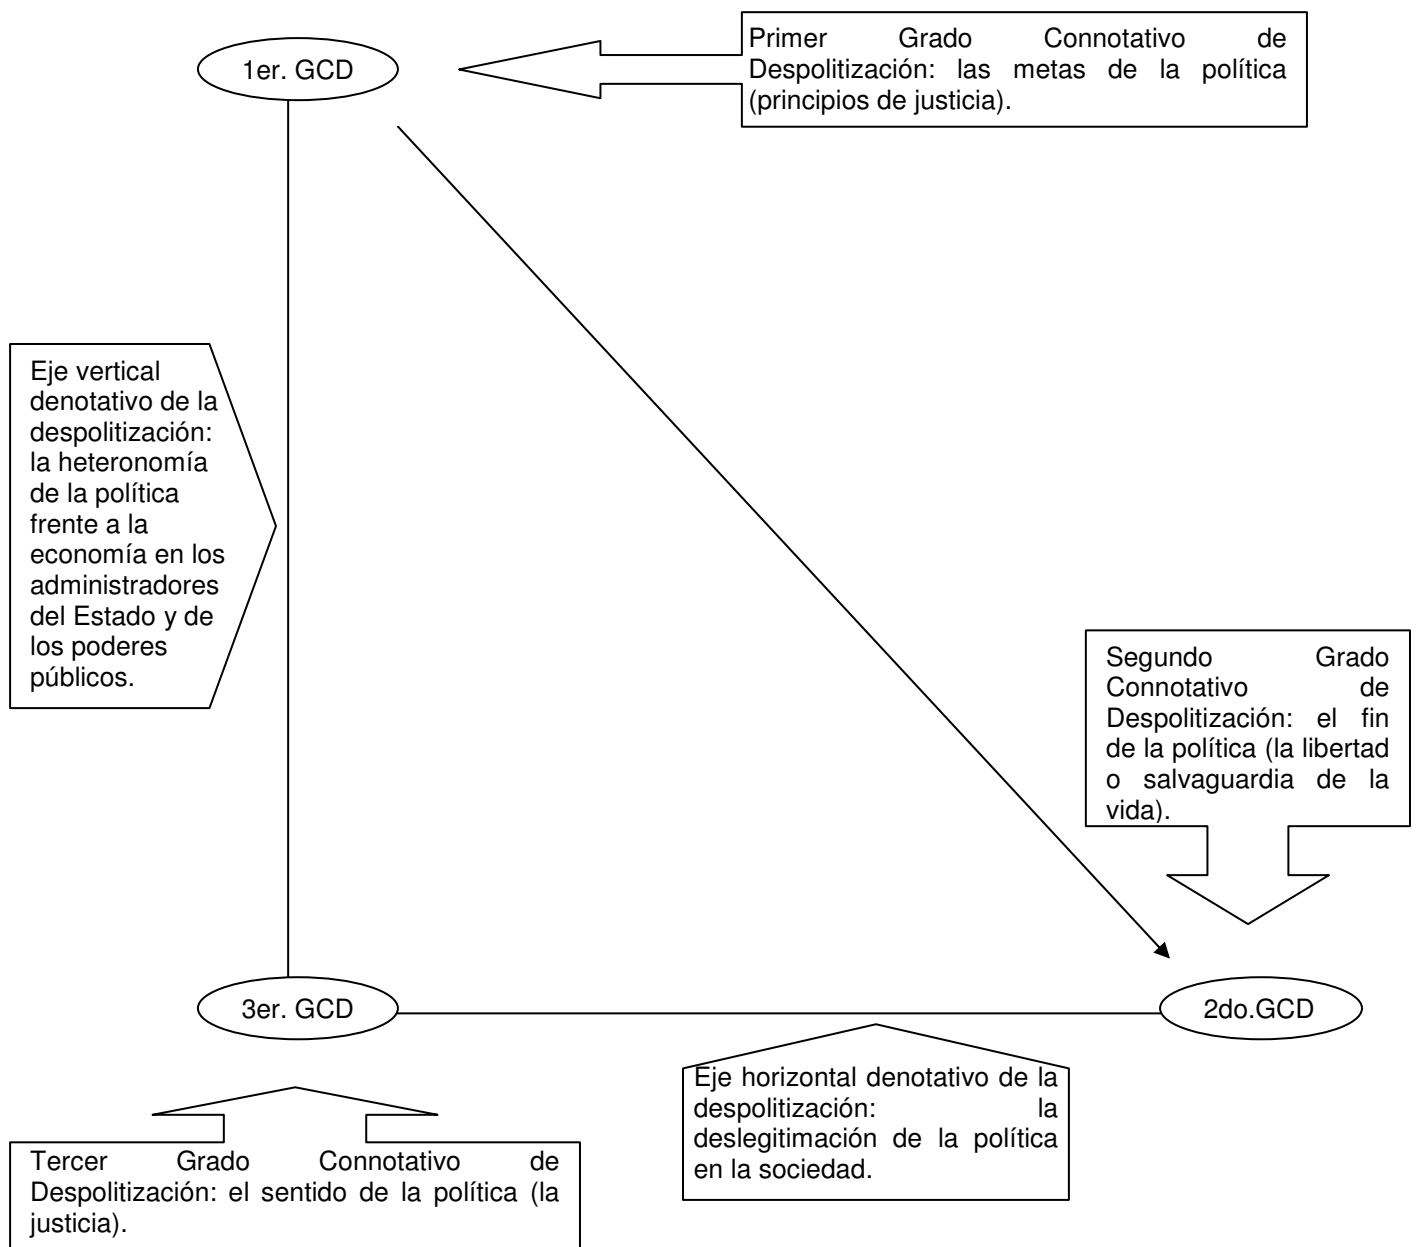 1er. GCD
Primer Grado Connotativo de
Despolitización: las metas de la política
(principios de justicia).
Eje vertical
denotativo de la
despolitización:
la heteronomía
de la política
frente a la
economía en los
administradores
del Estado y de
los poderes
públicos.
Segundo Grado
Connotativo de
Despolitización: el fin
de la política (la libertad
o salvaguardia de la
vida).
3er. GCD
2do.GCD
Eje horizontal denotativo de la
despolitización: la
deslegitimación de la política
en la sociedad.
Tercer Grado Connotativo de
Despolitización: el sentido de la política (la
justicia).